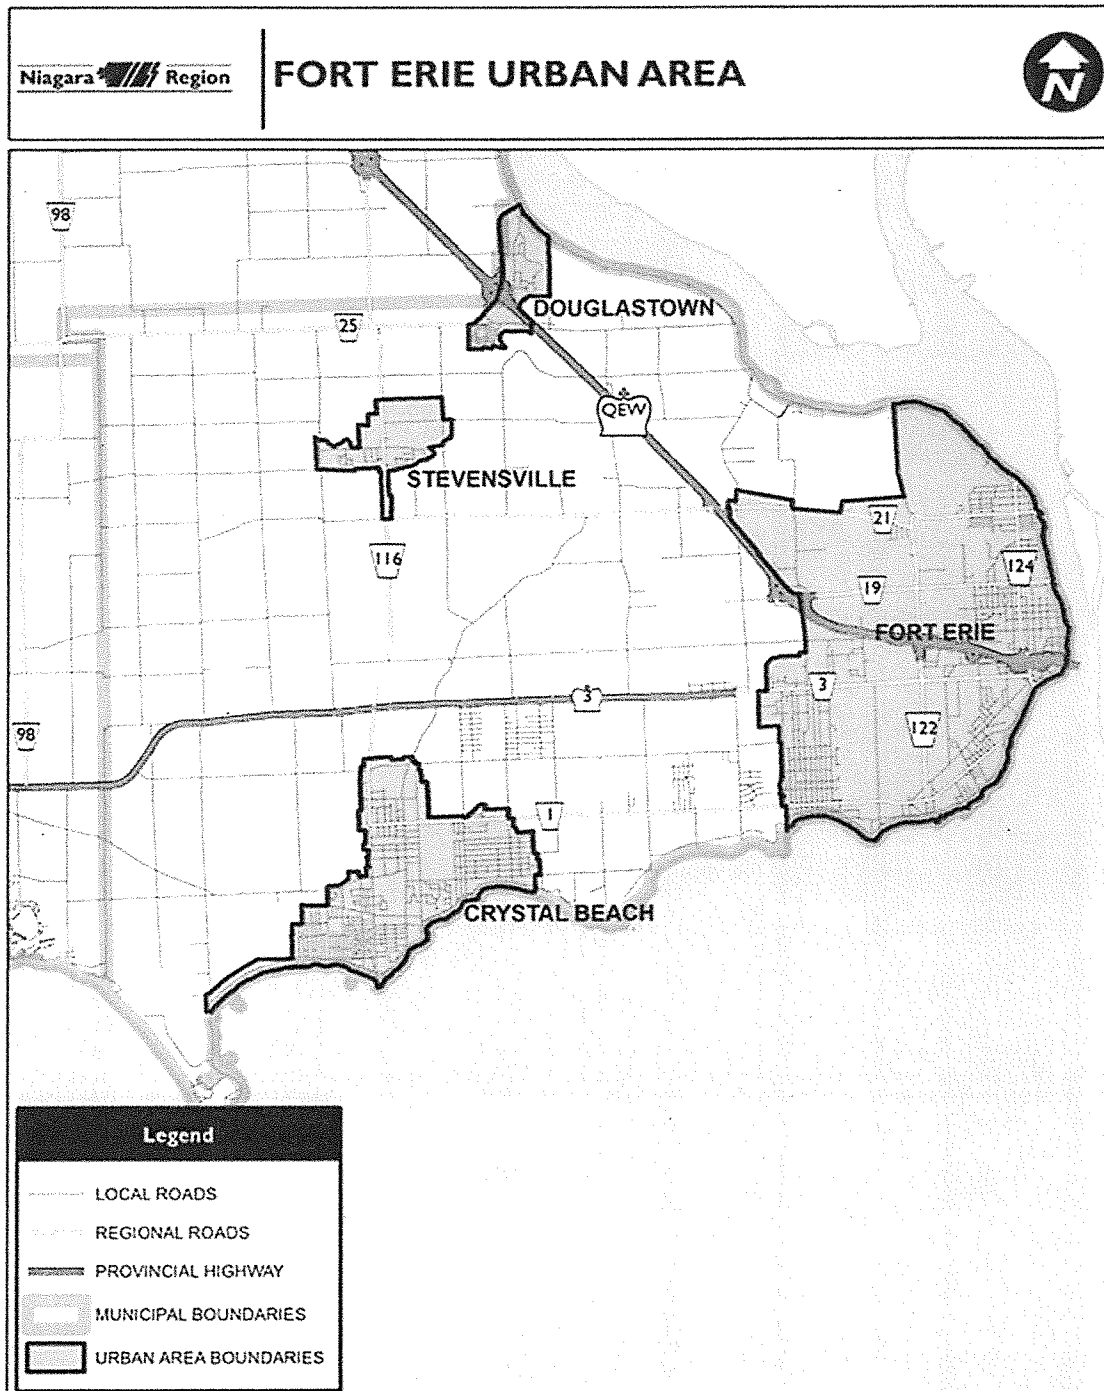 Niagara Region
FORT ERIE URBAN AREA
N
98
DOUGLASTOWN
25
QEW
STEVENSVILLE
21
116
124
19
FORT ERIE
3
3
98
122
1
CRYSTAL BEACH
Legend
LOCAL ROADS
REGIONAL ROADS
PROVINCIAL HIGHWAY
MUNICIPAL BOUNDARIES
URBAN AREA BOUNDARIES